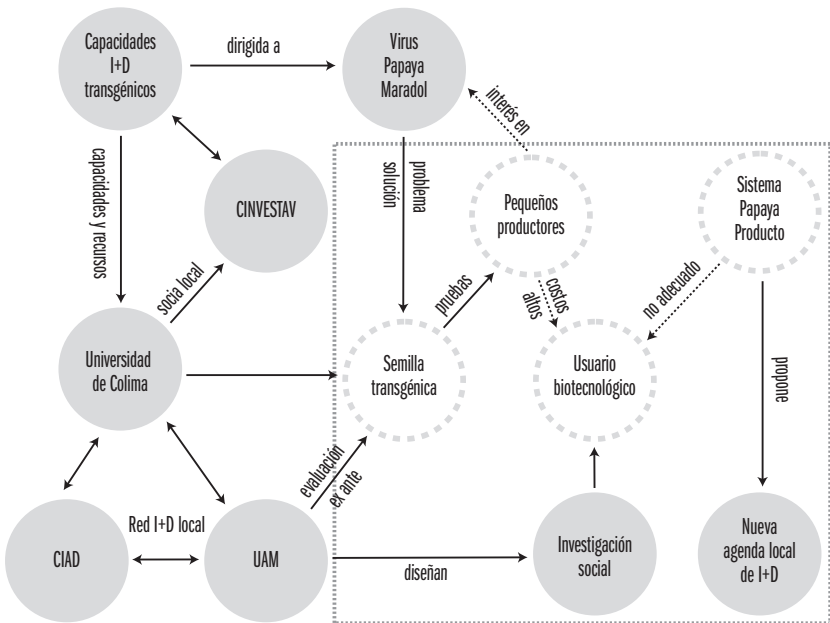 Capacidades
I+D
transgénicos
dirigida a
Virus
Papaya
Maradol
interés en
capacidades y recursos
CINVESTAV
problema
solución
Pequeños
productores
Sistema
Papaya
Producto
socia local
pruebas
costos
altos
no adecuado
Universidad
de Colima
Semilla
transgénica
Usuario
biotecnológico
propone
evaluación
ex ante
Red I+D local
CIAD
UAM
diseñan
Investigación
social
Nueva
agenda local
de I+D